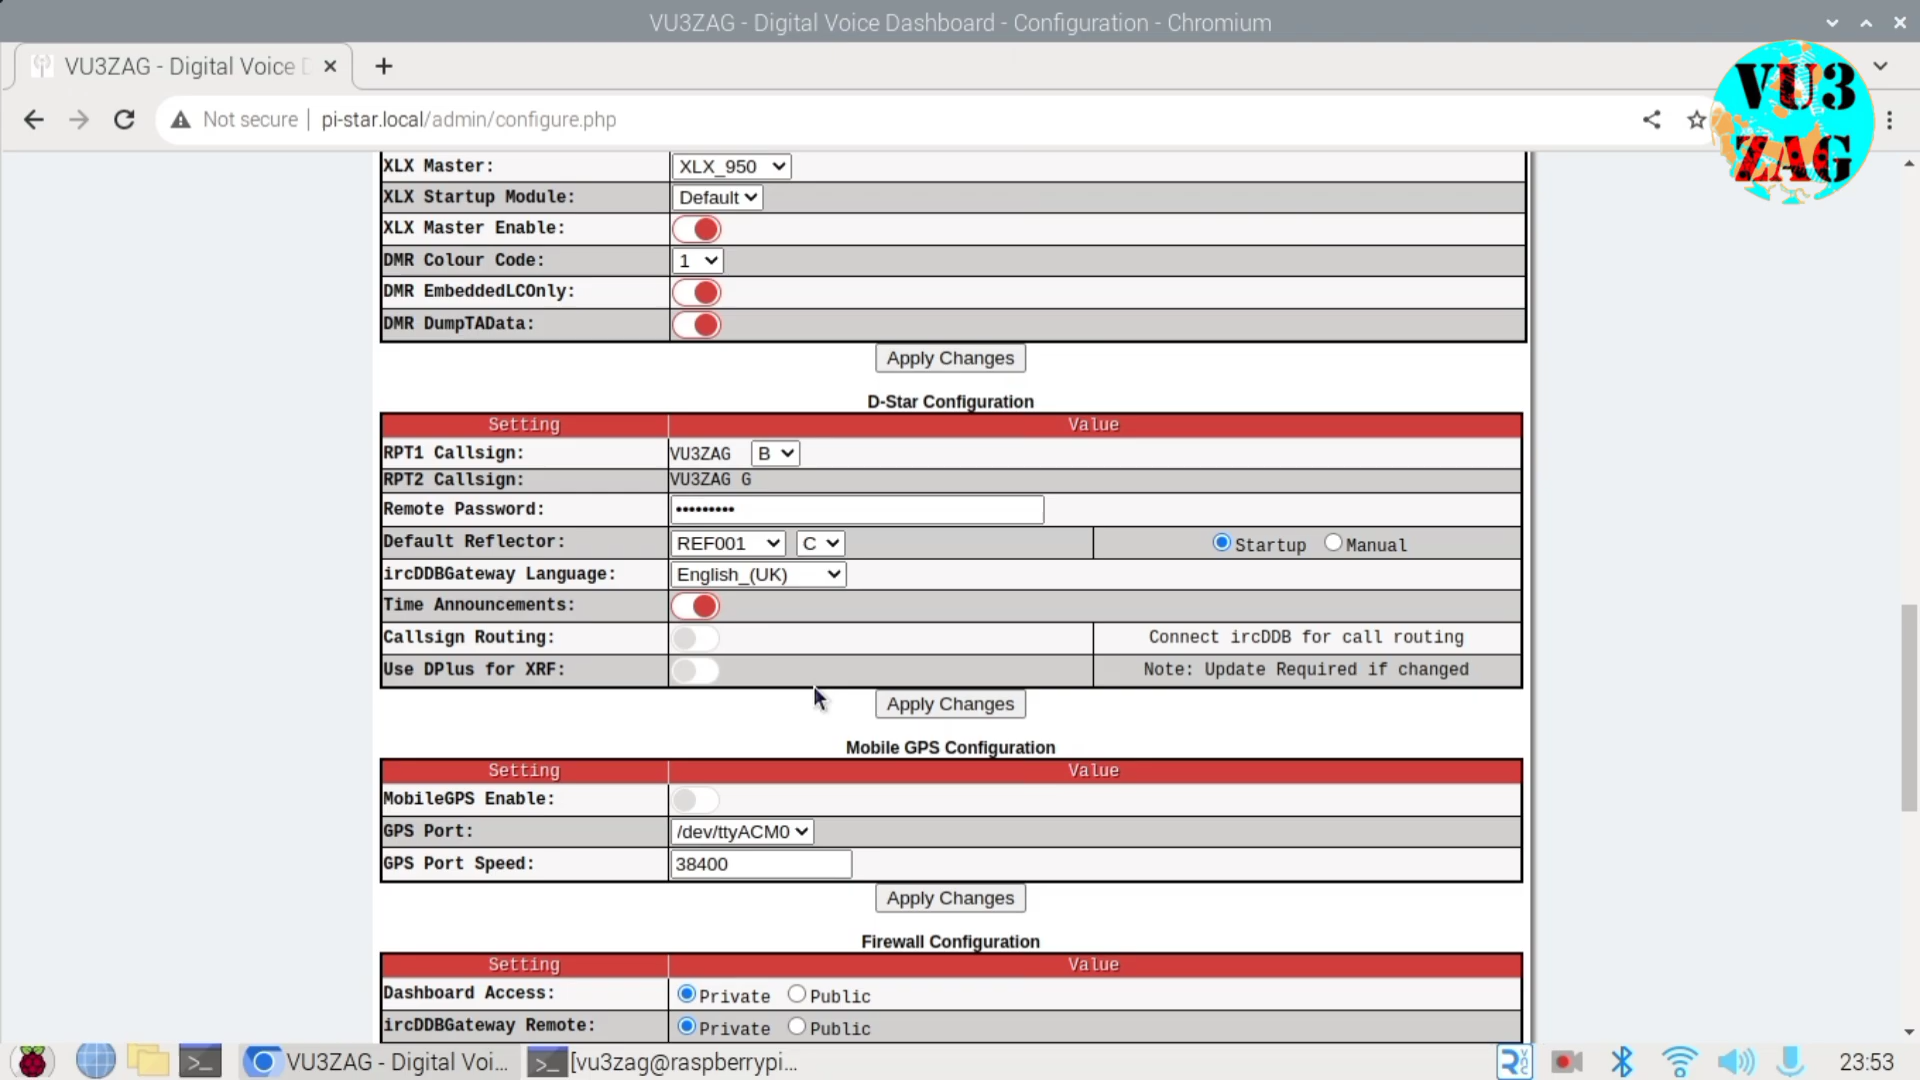 VU3ZAG - Digital Voice Dashboard - Configuration - Chromium
VU3ZAG - Digital Voice D
Not secure | pi-star.local/admin/configure.php
VU3
ZAG
XLX Master: XLX_950
XLX Startup Module: Default
XLX Master Enable:
DMR Colour Code: 1
DMR EmbeddedLCOnly:
DMR DumpTAData:
Apply Changes
D-Star Configuration
Setting Value
RPT1 Callsign: VU3ZAG B
RPT2 Callsign: VU3ZAG G
Remote Password: •••••••••
Default Reflector: REF001 C Startup Manual
ircDDBGateway Language: English_(UK)
Time Announcements:
Callsign Routing: Connect ircDDB for call routing
Use DPlus for XRF: Note: Update Required if changed
Apply Changes
Mobile GPS Configuration
Setting Value
MobileGPS Enable:
GPS Port: /dev/ttyACM0
GPS Port Speed: 38400
Apply Changes
Firewall Configuration
Setting Value
Dashboard Access: Private Public
ircDDBGateway Remote: Private Public
VU3ZAG - Digital Voi... [vu3zag@raspberrypi... 23:53